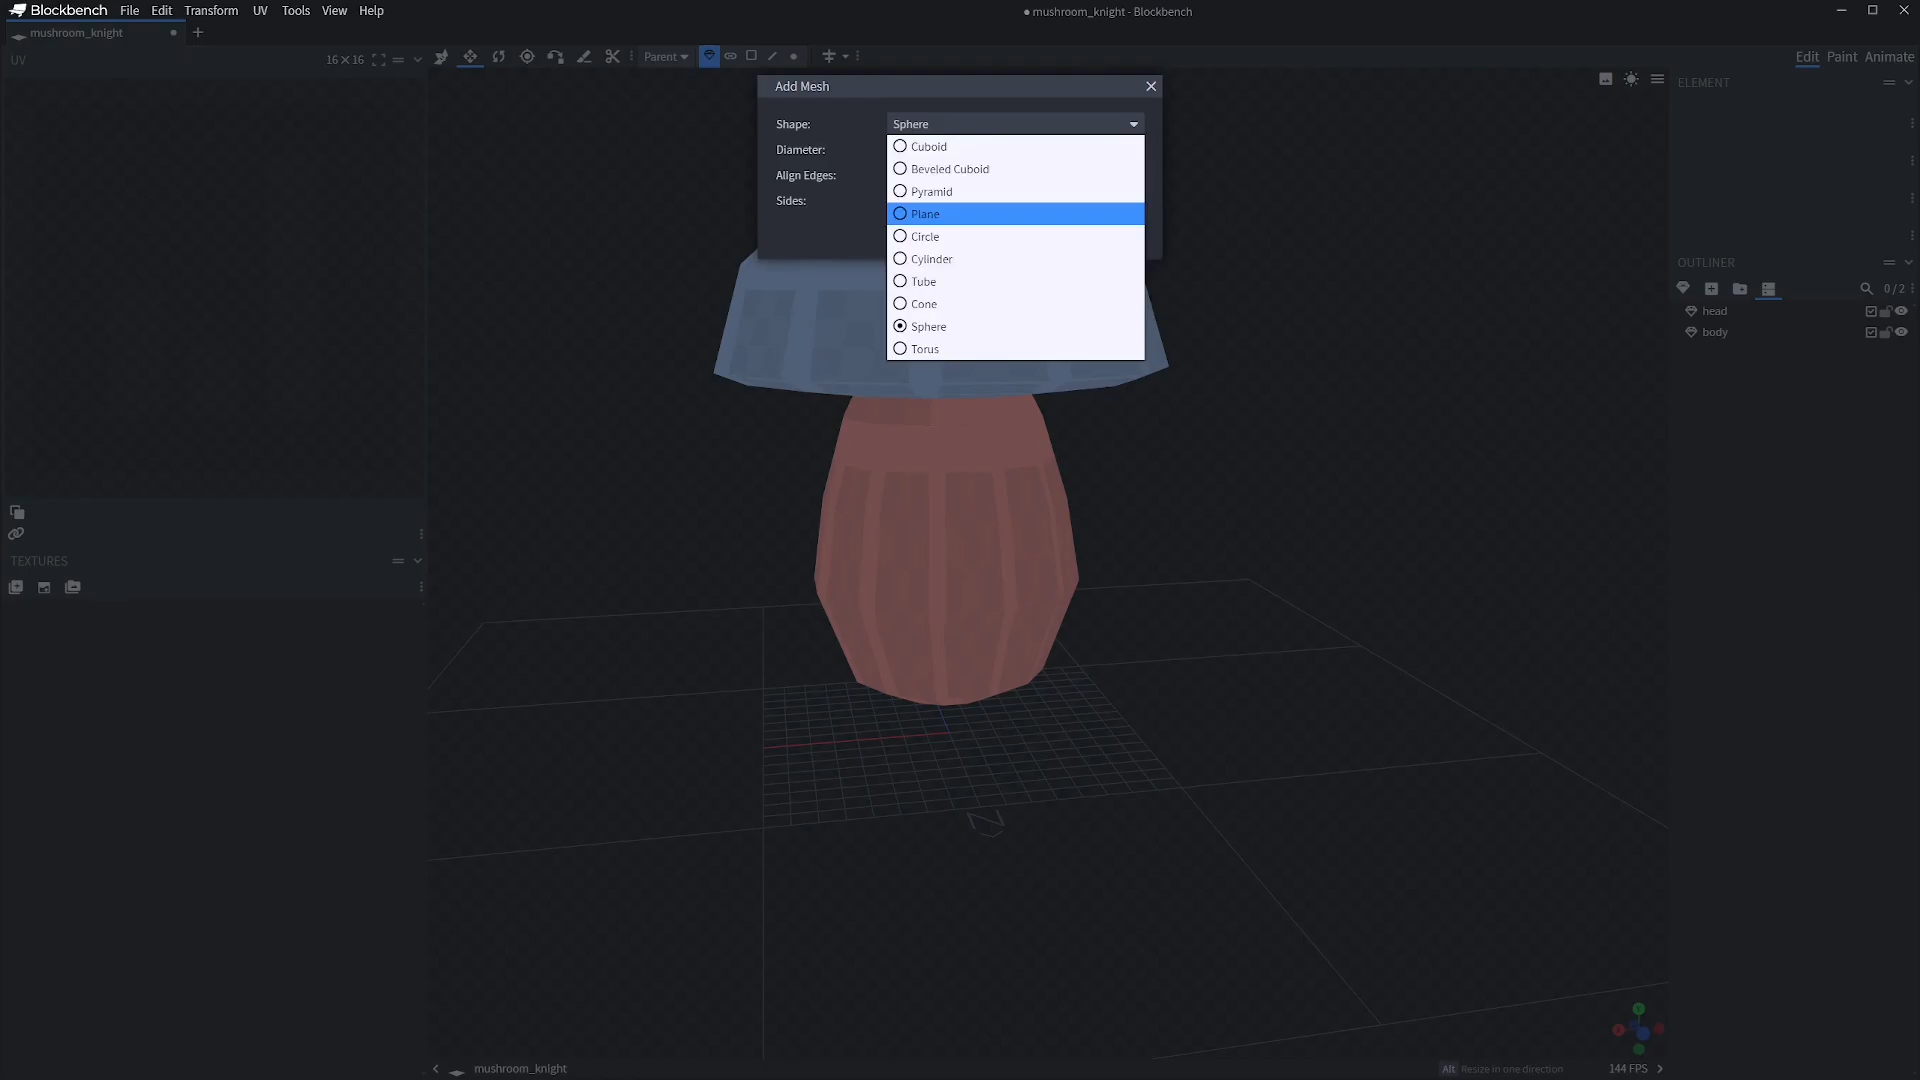 Blockbench File Edit Transform UV Tools View Help
mushroom_knight - Blockbench
mushroom_knight
UV
16×16
Parent
Edit Paint Animate
Add Mesh
Shape:
Sphere
Diameter:
Align Edges:
Sides:
Cuboid
Beveled Cuboid
Pyramid
Plane
Circle
Cylinder
Tube
Cone
Sphere
Torus
ELEMENT
OUTLINER
0/2
head
body
TEXTURES
N
mushroom_knight
Alt Resize in one direction
144 FPS